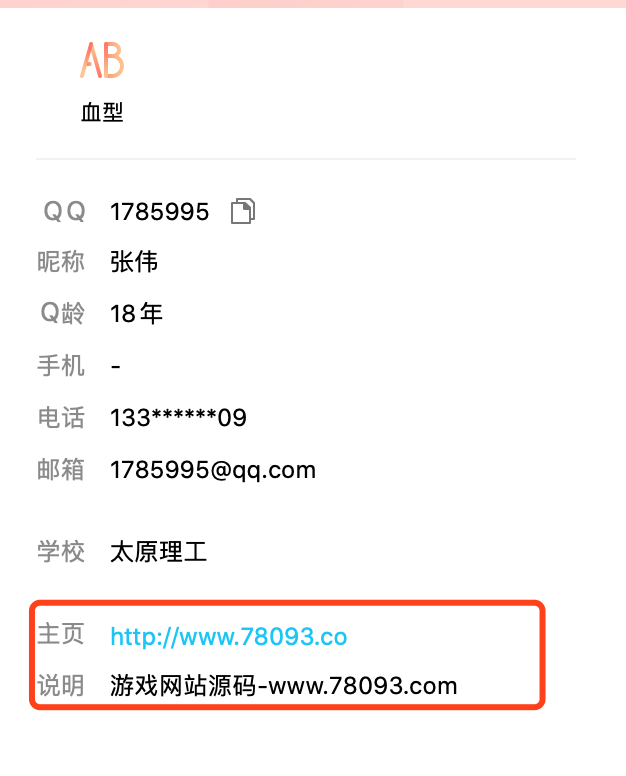 AB
血型
QQ 1785995
昵称 张伟
Q龄 18年
手机 -
电话 133******09
邮箱 1785995@qq.com
学校 太原理工
主页 http://www.78093.co
说明 游戏网站源码-www.78093.com